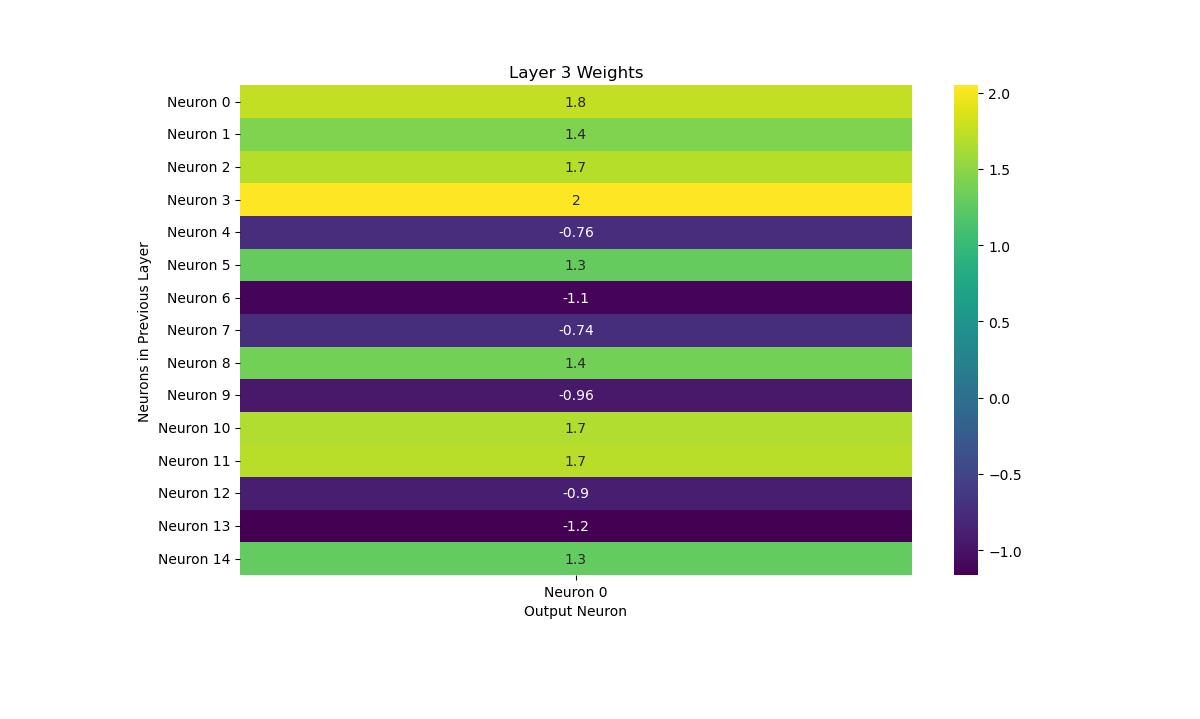 Layer 3 Weights
Neuron 0
1.8
Neuron 1
1.4
Neuron 2
1.7
Neuron 3
2
Neuron 4
-0.76
Neuron 5
1.3
Neuron 6
-1.1
Neuron 7
-0.74
Neuron 8
1.4
Neuron 9
-0.96
Neuron 10
1.7
Neuron 11
1.7
Neuron 12
-0.9
Neuron 13
-1.2
Neuron 14
1.3
Neurons in Previous Layer
Neuron 0
Output Neuron
2.0
1.5
1.0
0.5
0.0
−0.5
−1.0